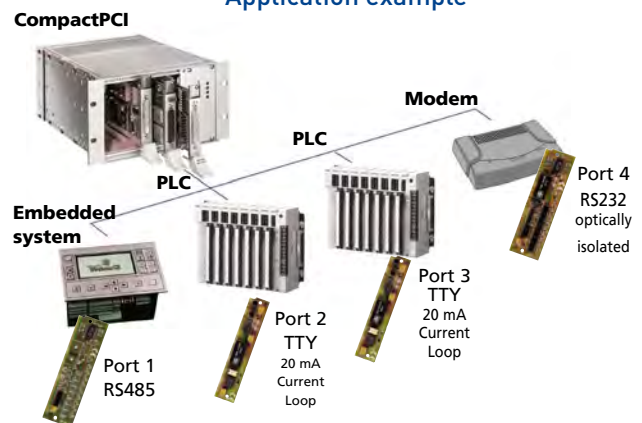 Application example
CompactPCI
Modem
PLC
PLC
Embedded
system
Port 1
RS485
Port 2
TTY
20 mA
Current
Loop
Port 3
TTY
20 mA
Current
Loop
Port 4
RS232
optically
isolated